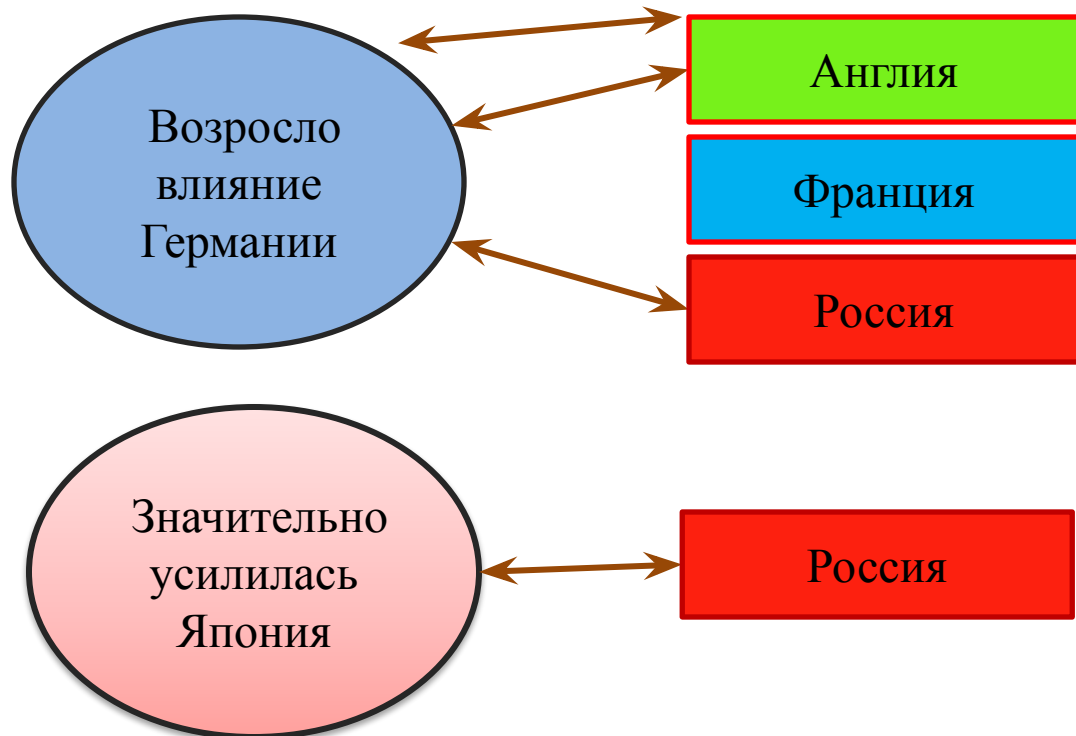 Возросло
влияние
Германии
Англия
Франция
Россия
Значительно
усилилась
Япония
Россия